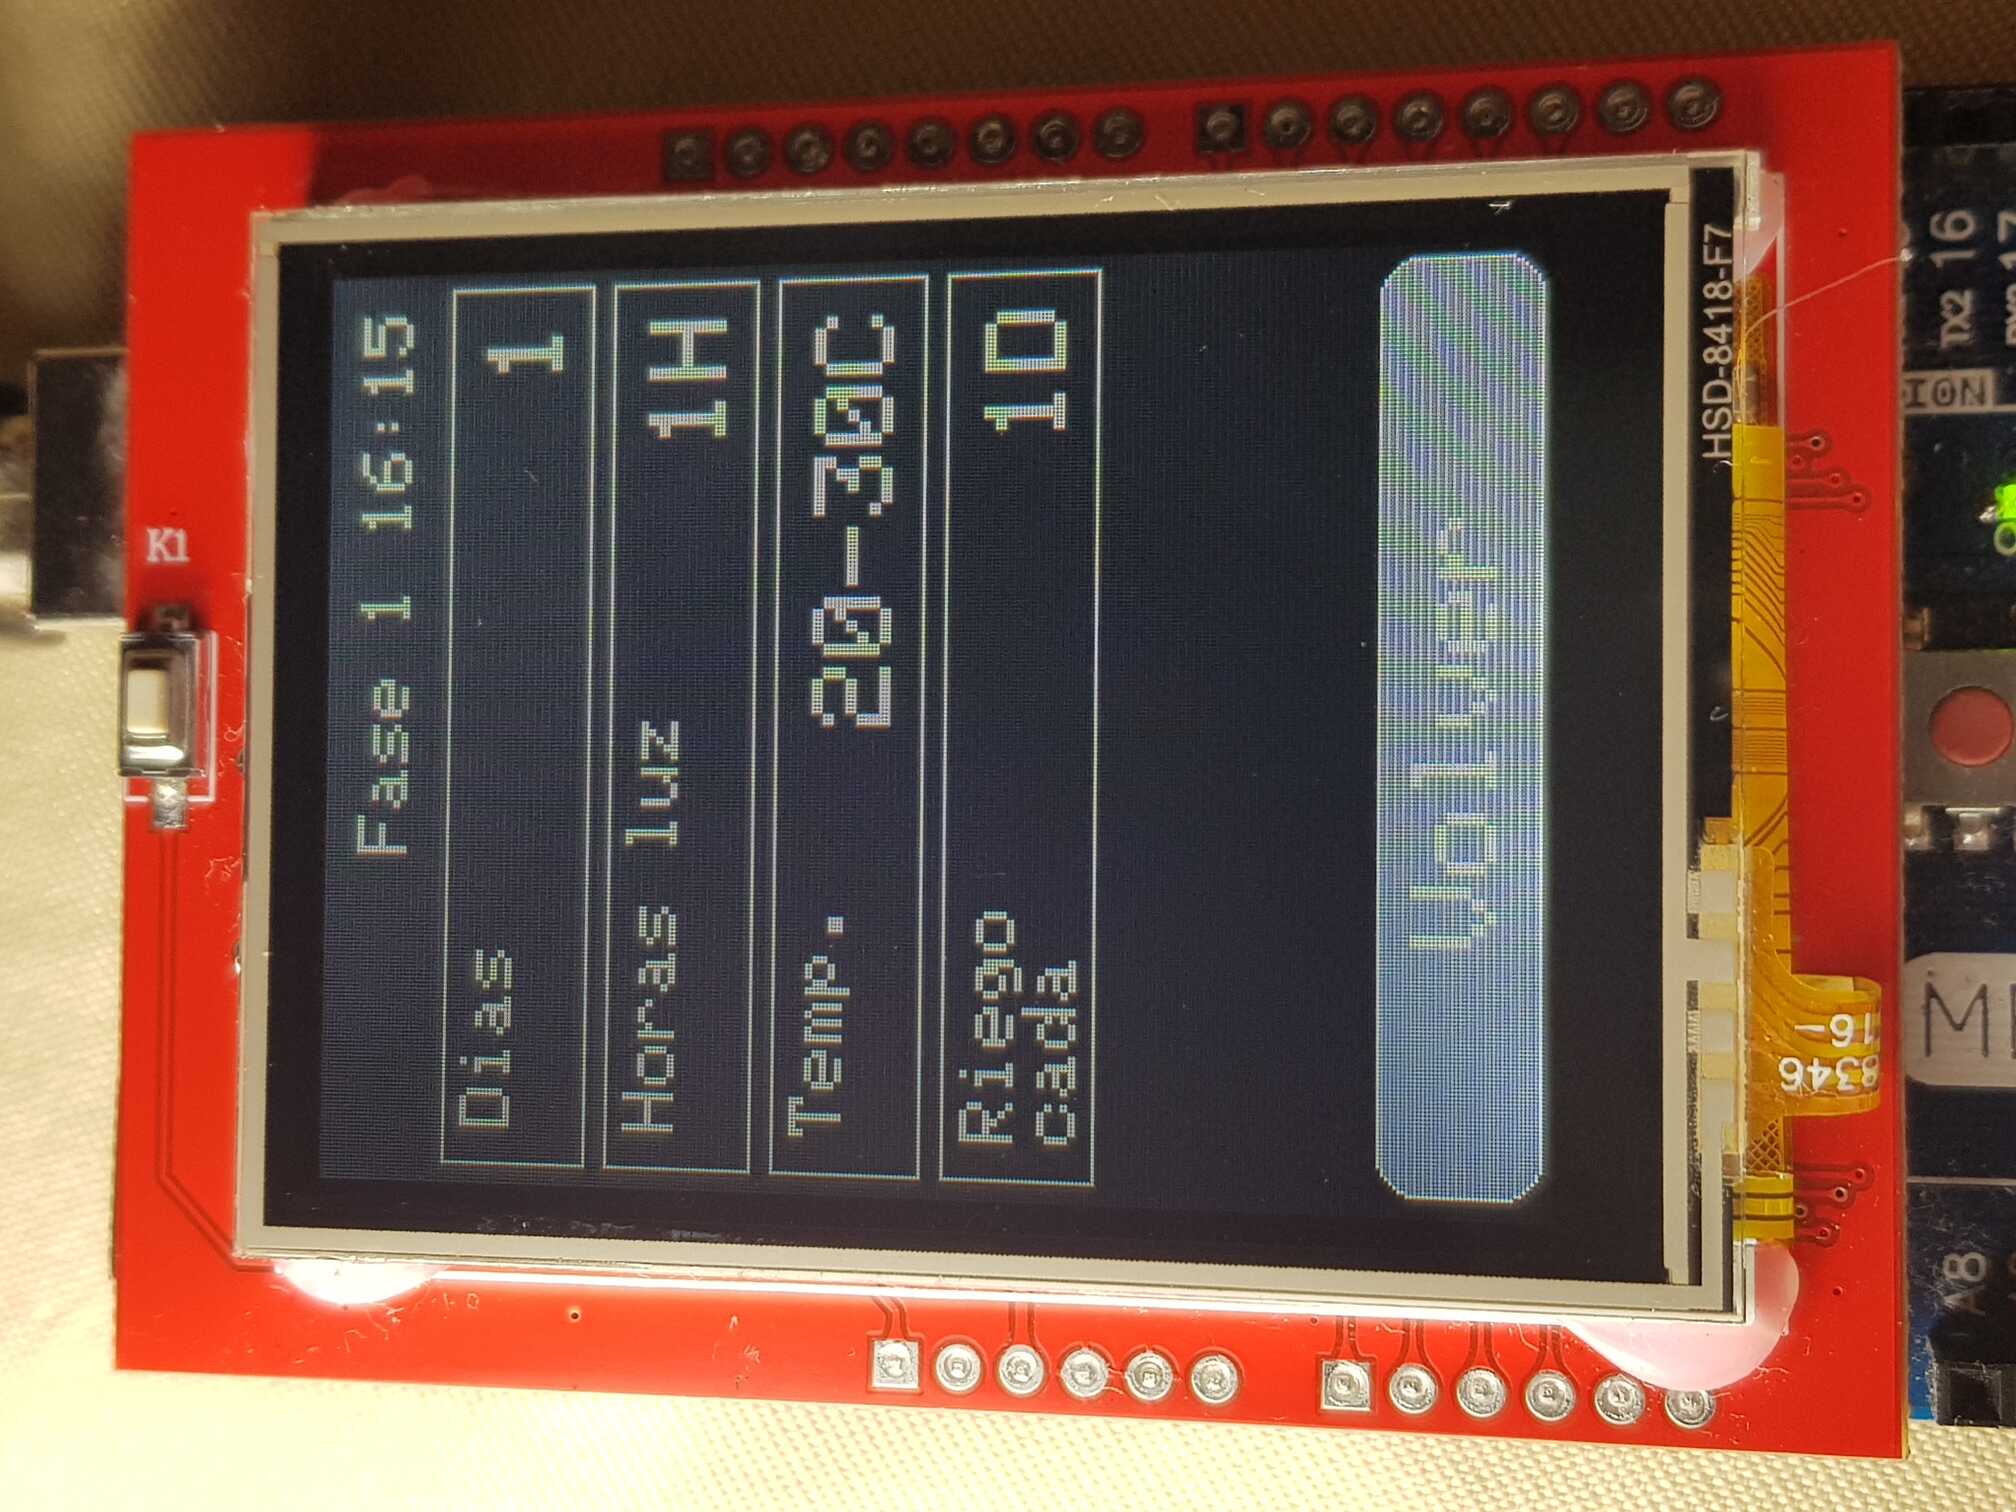 K1
Fase 1 16:15
Dias 1
Horas luz 1H
Temp. 20-30C
Riego
cada 1D
Volver
HSD-8418-F7
8346
16-
A8
TX2 16
17